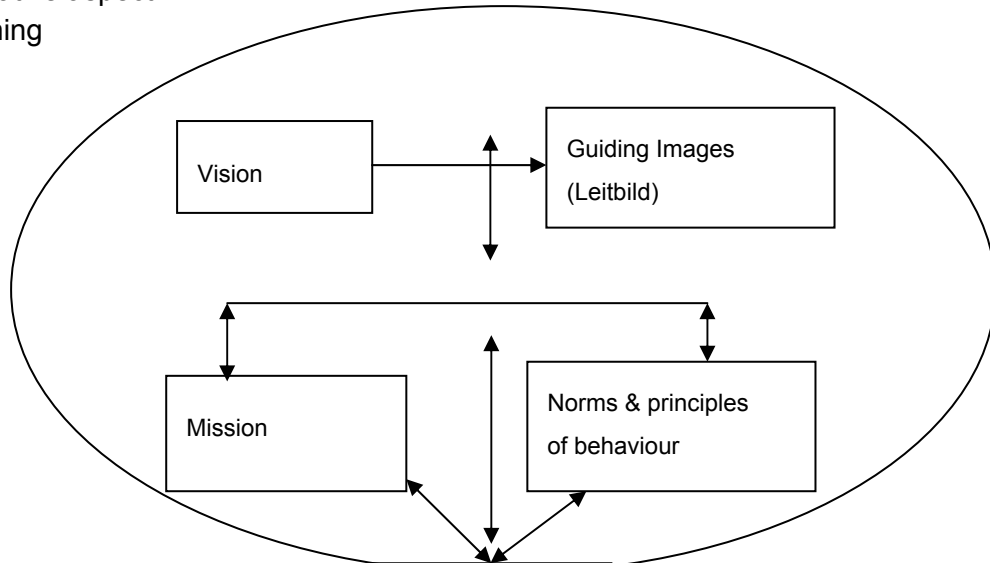 Vision
Guiding Images
(Leitbild)
Mission
Norms & principles
of behaviour